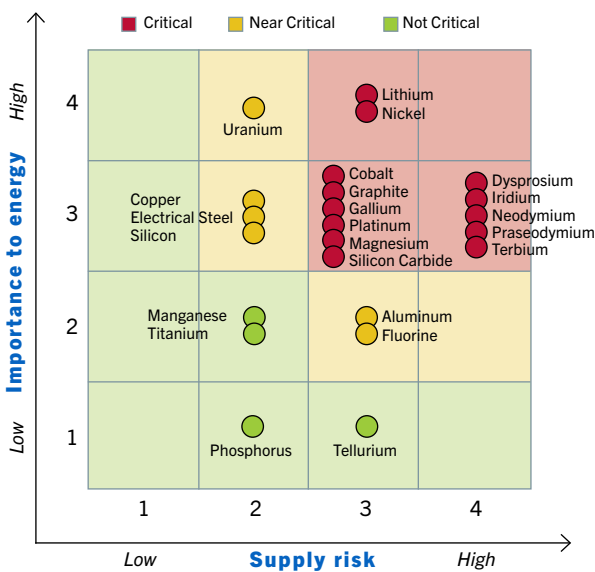 Critical
Near Critical
Not Critical
High
4
Lithium
Nickel
Uranium
Importance to energy
3
Copper
Electrical Steel
Silicon
Cobalt
Graphite
Gallium
Platinum
Magnesium
Silicon Carbide
Dysprosium
Iridium
Neodymium
Praseodymium
Terbium
2
Manganese
Titanium
Aluminum
Fluorine
Low
1
Phosphorus
Tellurium
1 2 3 4
Low Supply risk High